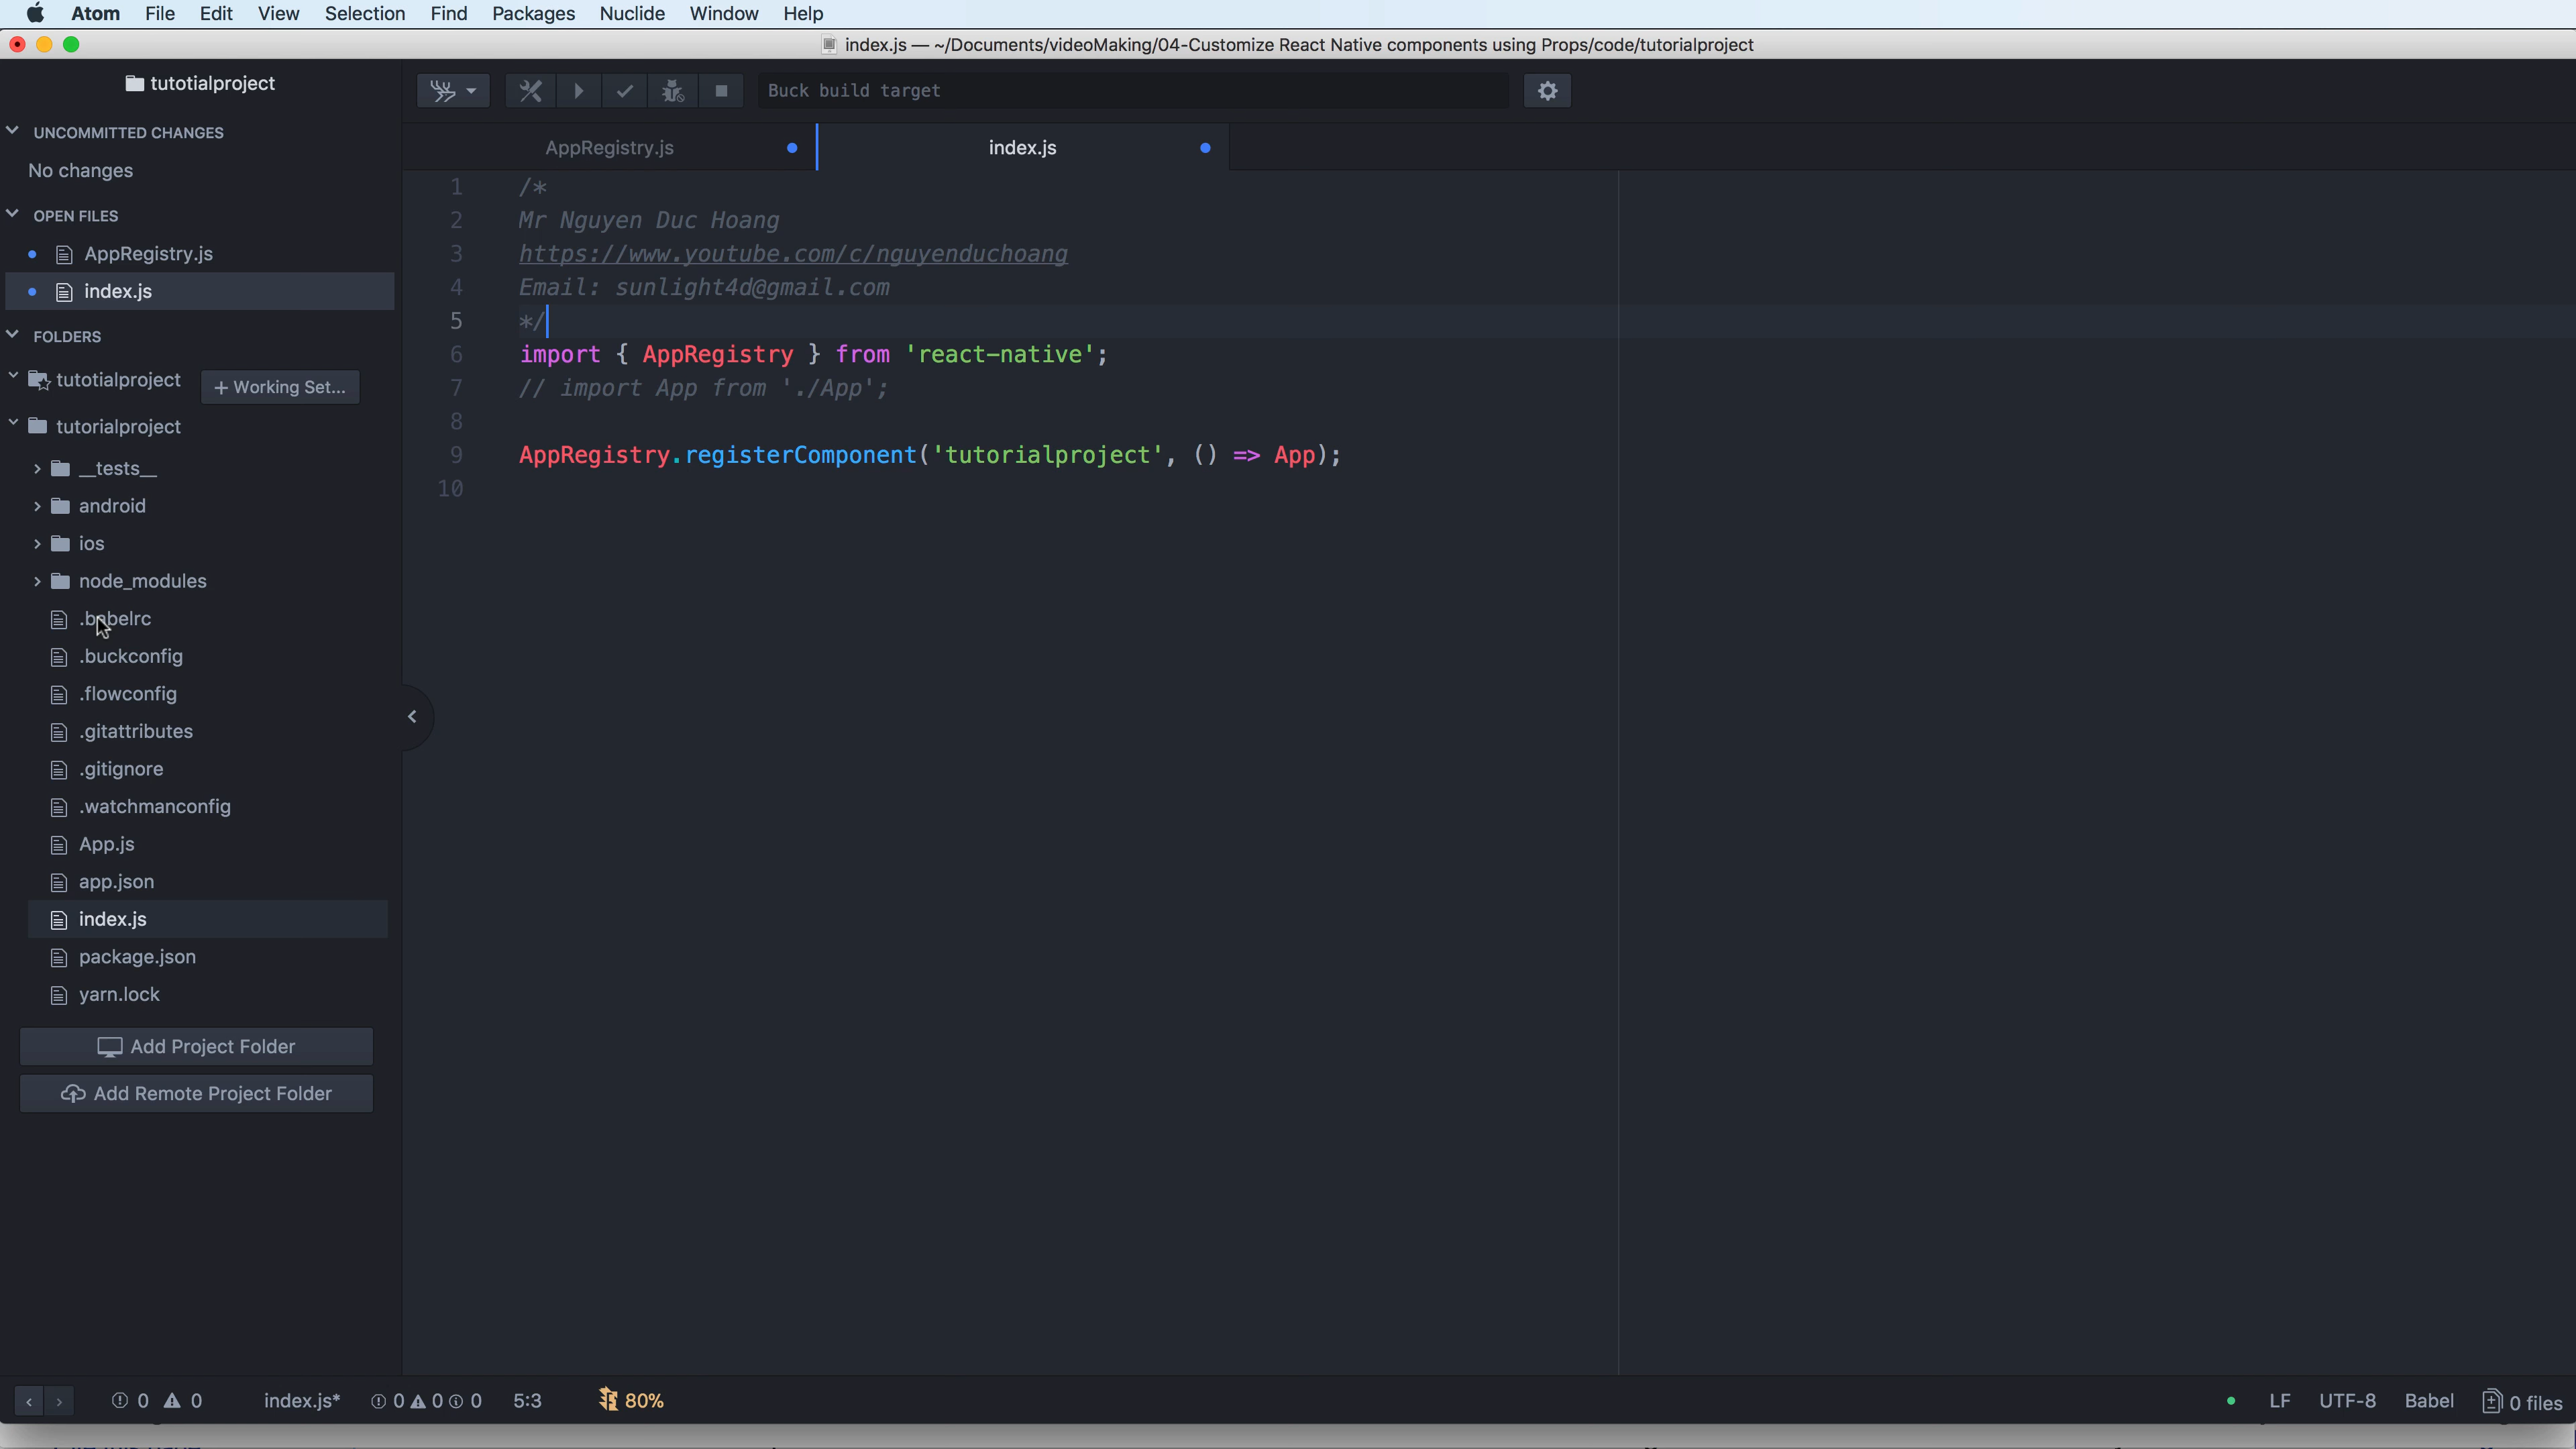 Atom File Edit View Selection Find Packages Nuclide Window Help
index.js — ~/Documents/videoMaking/04-Customize React Native components using Props/code/tutorialproject
tutotialproject
Buck build target
UNCOMMITTED CHANGES
No changes
OPEN FILES
AppRegistry.js
index.js
FOLDERS
tutotialproject
+ Working Set...
tutorialproject
__tests__
android
ios
node_modules
.babelrc
.buckconfig
.flowconfig
.gitattributes
.gitignore
.watchmanconfig
App.js
app.json
index.js
package.json
yarn.lock
Add Project Folder
Add Remote Project Folder
AppRegistry.js
index.js
1 /*
2 Mr Nguyen Duc Hoang
3 https://www.youtube.com/c/nguyenduchoang
4 Email: sunlight4d@gmail.com
5 */
6 import { AppRegistry } from 'react-native';
7 // import App from './App';
8
9 AppRegistry.registerComponent('tutorialproject', () => App);
10
0 0 index.js* 0 0 0 5:3 80% LF UTF-8 Babel 0 files